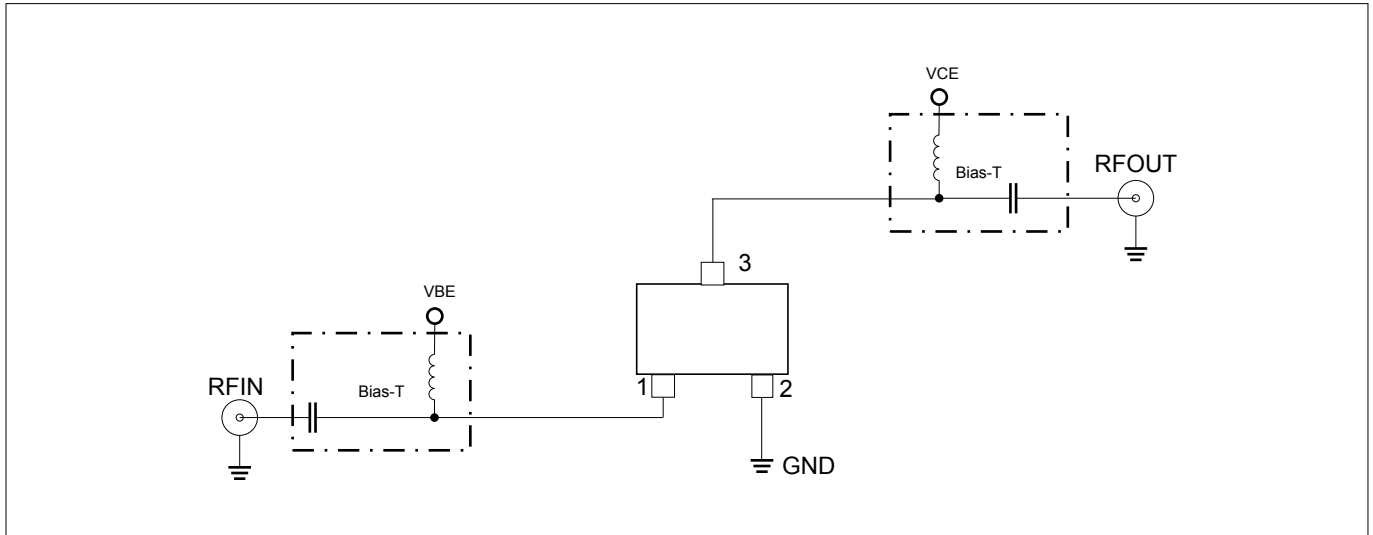 VCE
Bias-T
RFOUT
3
VBE
RFIN
Bias-T
1
2
GND